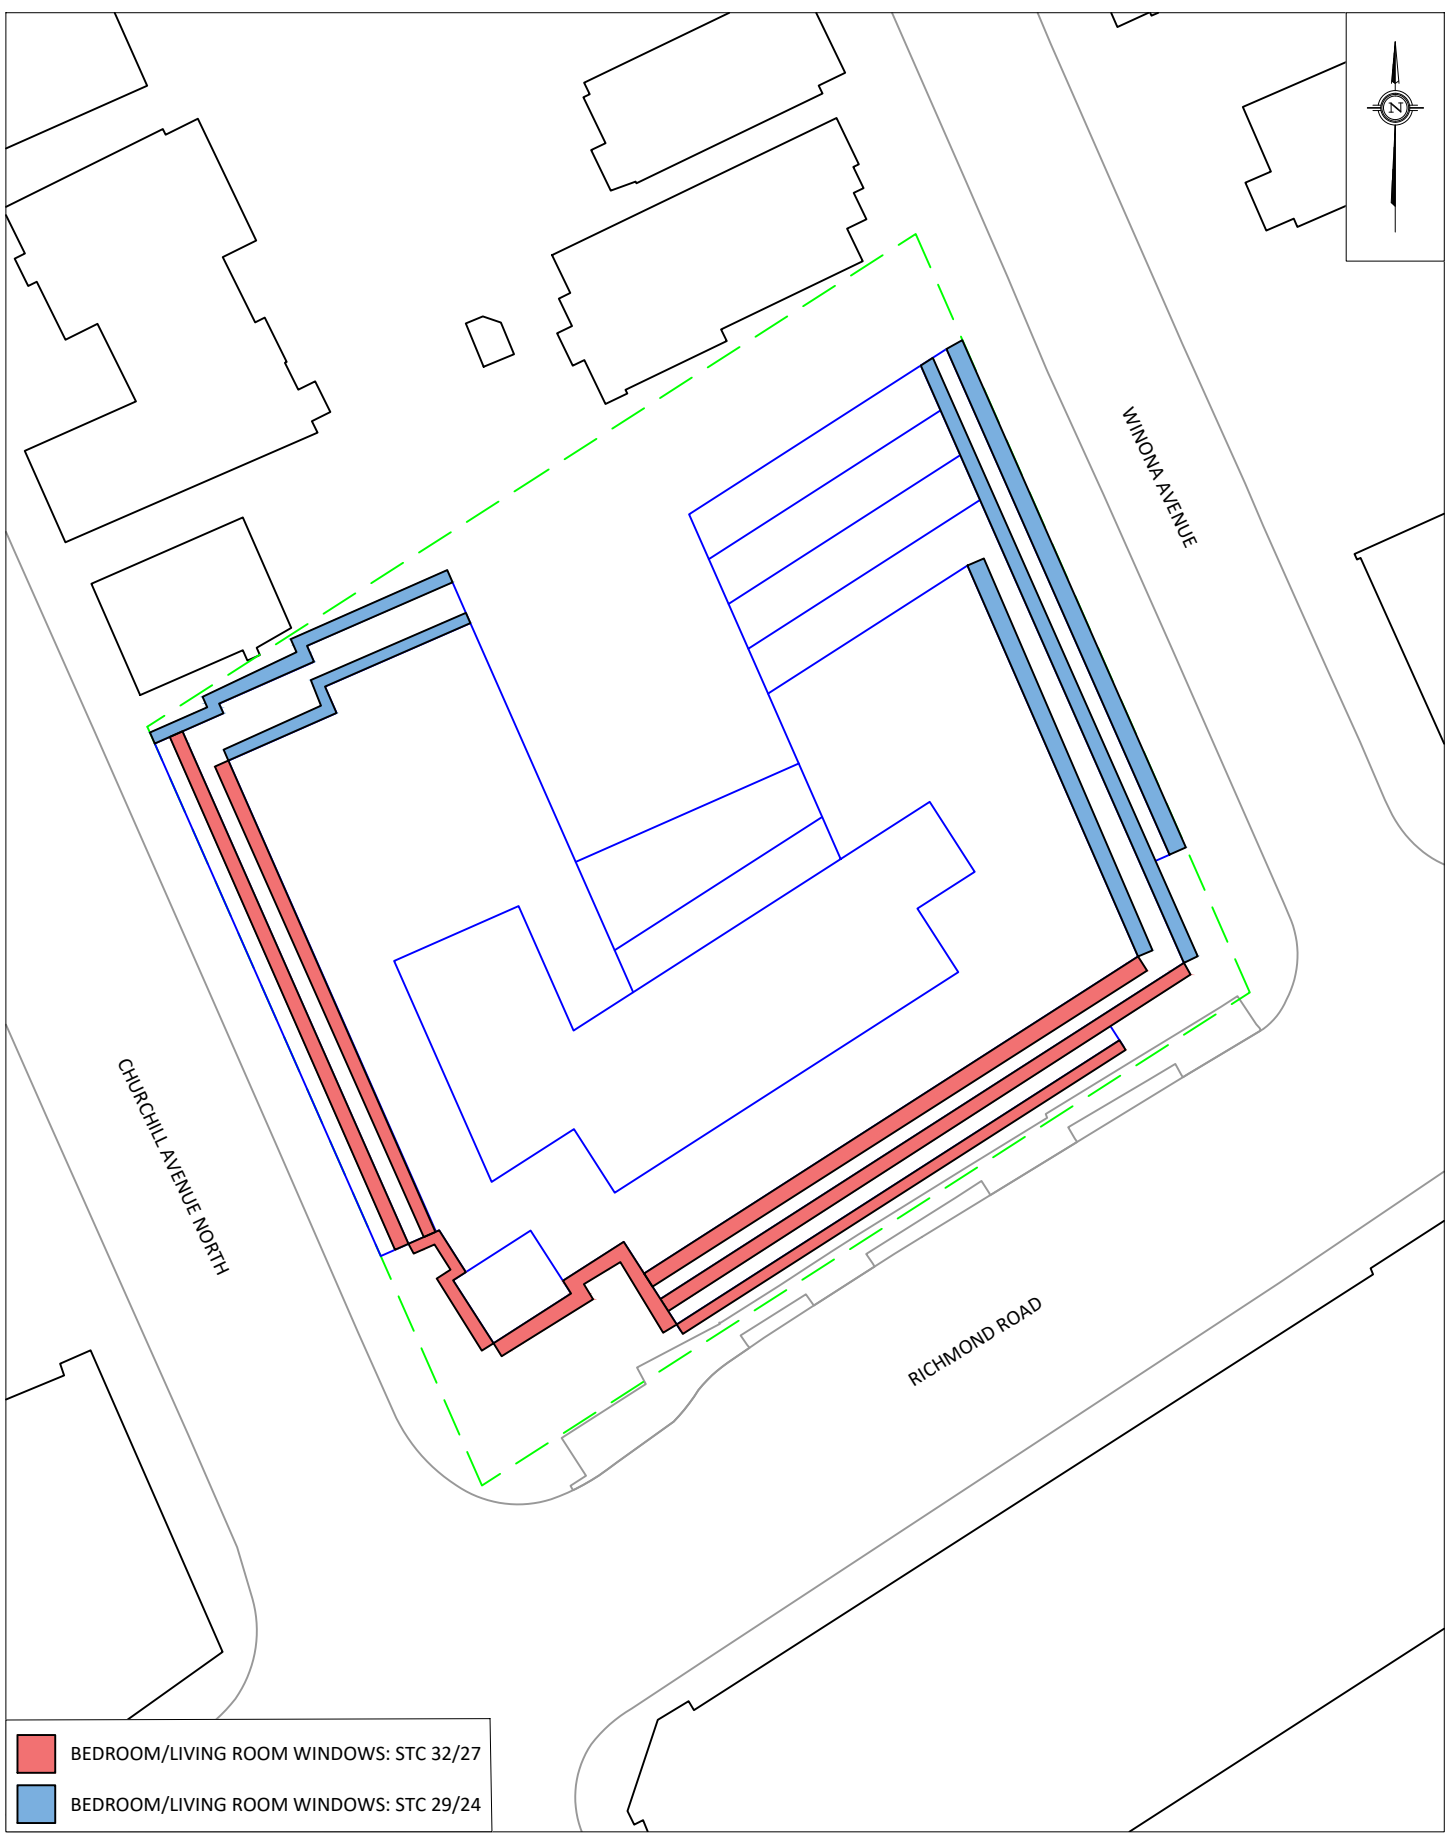 N
WINONA AVENUE
CHURCHILL AVENUE NORTH
RICHMOND ROAD
BEDROOM/LIVING ROOM WINDOWS: STC 32/27
BEDROOM/LIVING ROOM WINDOWS: STC 29/24